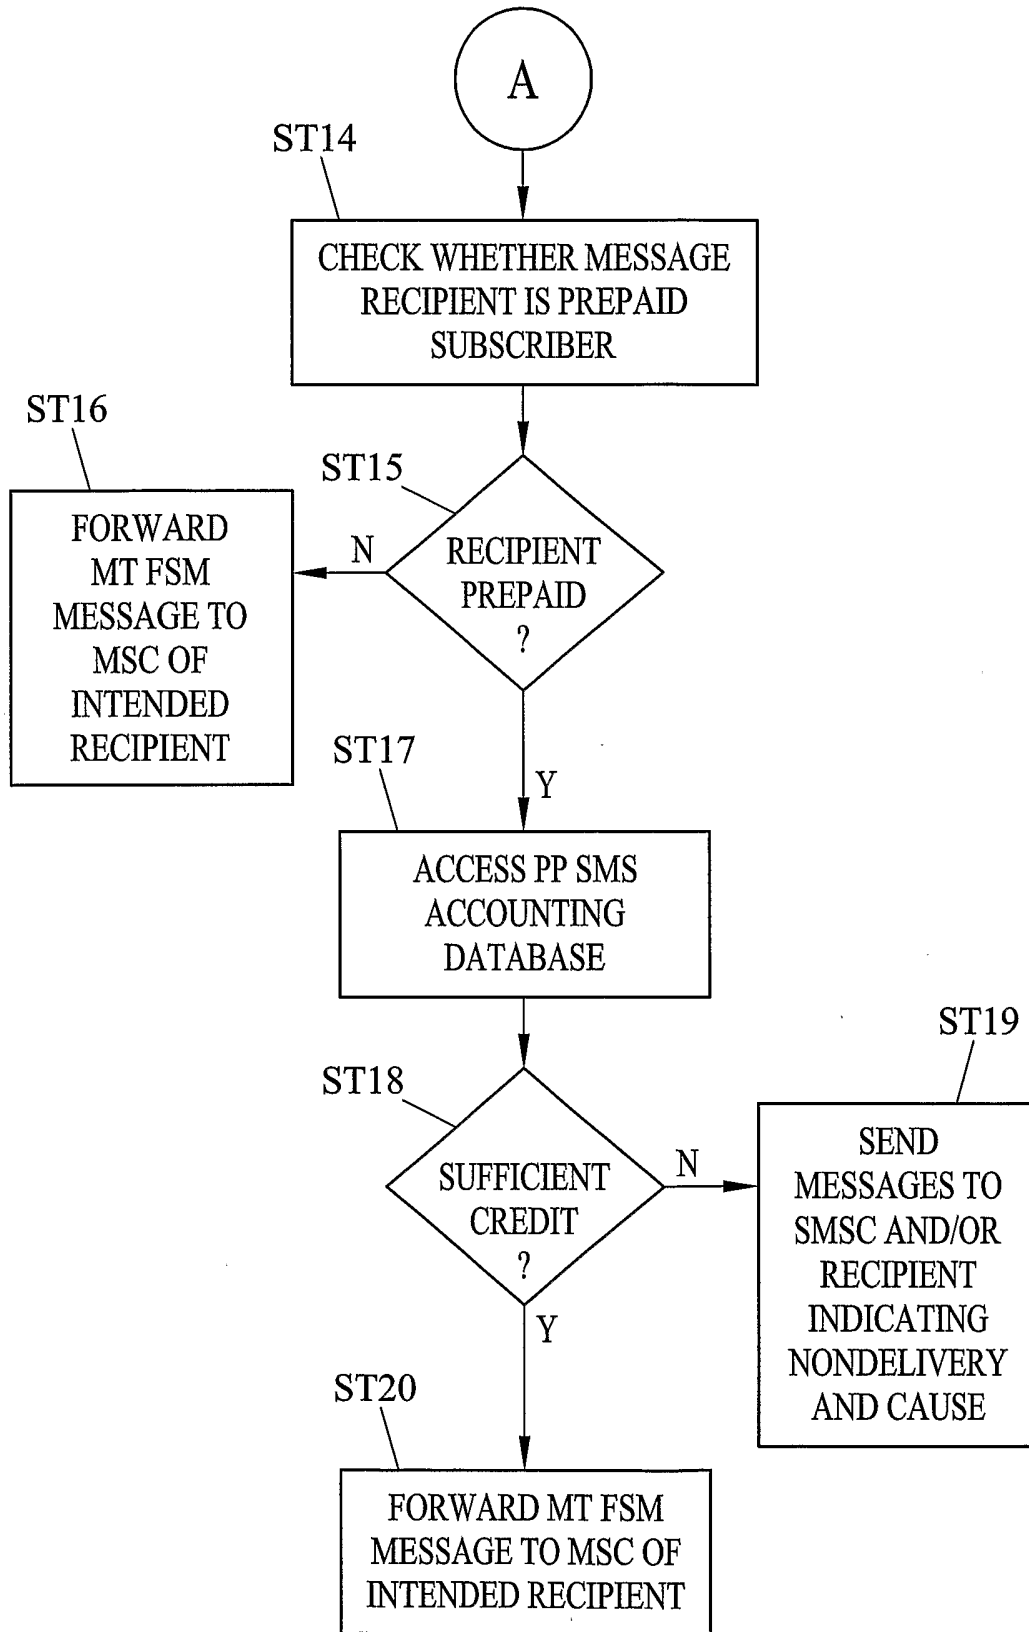 A
ST14
CHECK WHETHER MESSAGE
RECIPIENT IS PREPAID
SUBSCRIBER
ST16
FORWARD
MT FSM
MESSAGE TO
MSC OF
INTENDED
RECIPIENT
ST15
N
RECIPIENT
PREPAID
?
Y
ST17
ACCESS PP SMS
ACCOUNTING
DATABASE
ST18
SUFFICIENT
CREDIT
?
N
ST19
SEND
MESSAGES TO
SMSC AND/OR
RECIPIENT
INDICATING
NONDELIVERY
AND CAUSE
Y
ST20
FORWARD MT FSM
MESSAGE TO MSC OF
INTENDED RECIPIENT